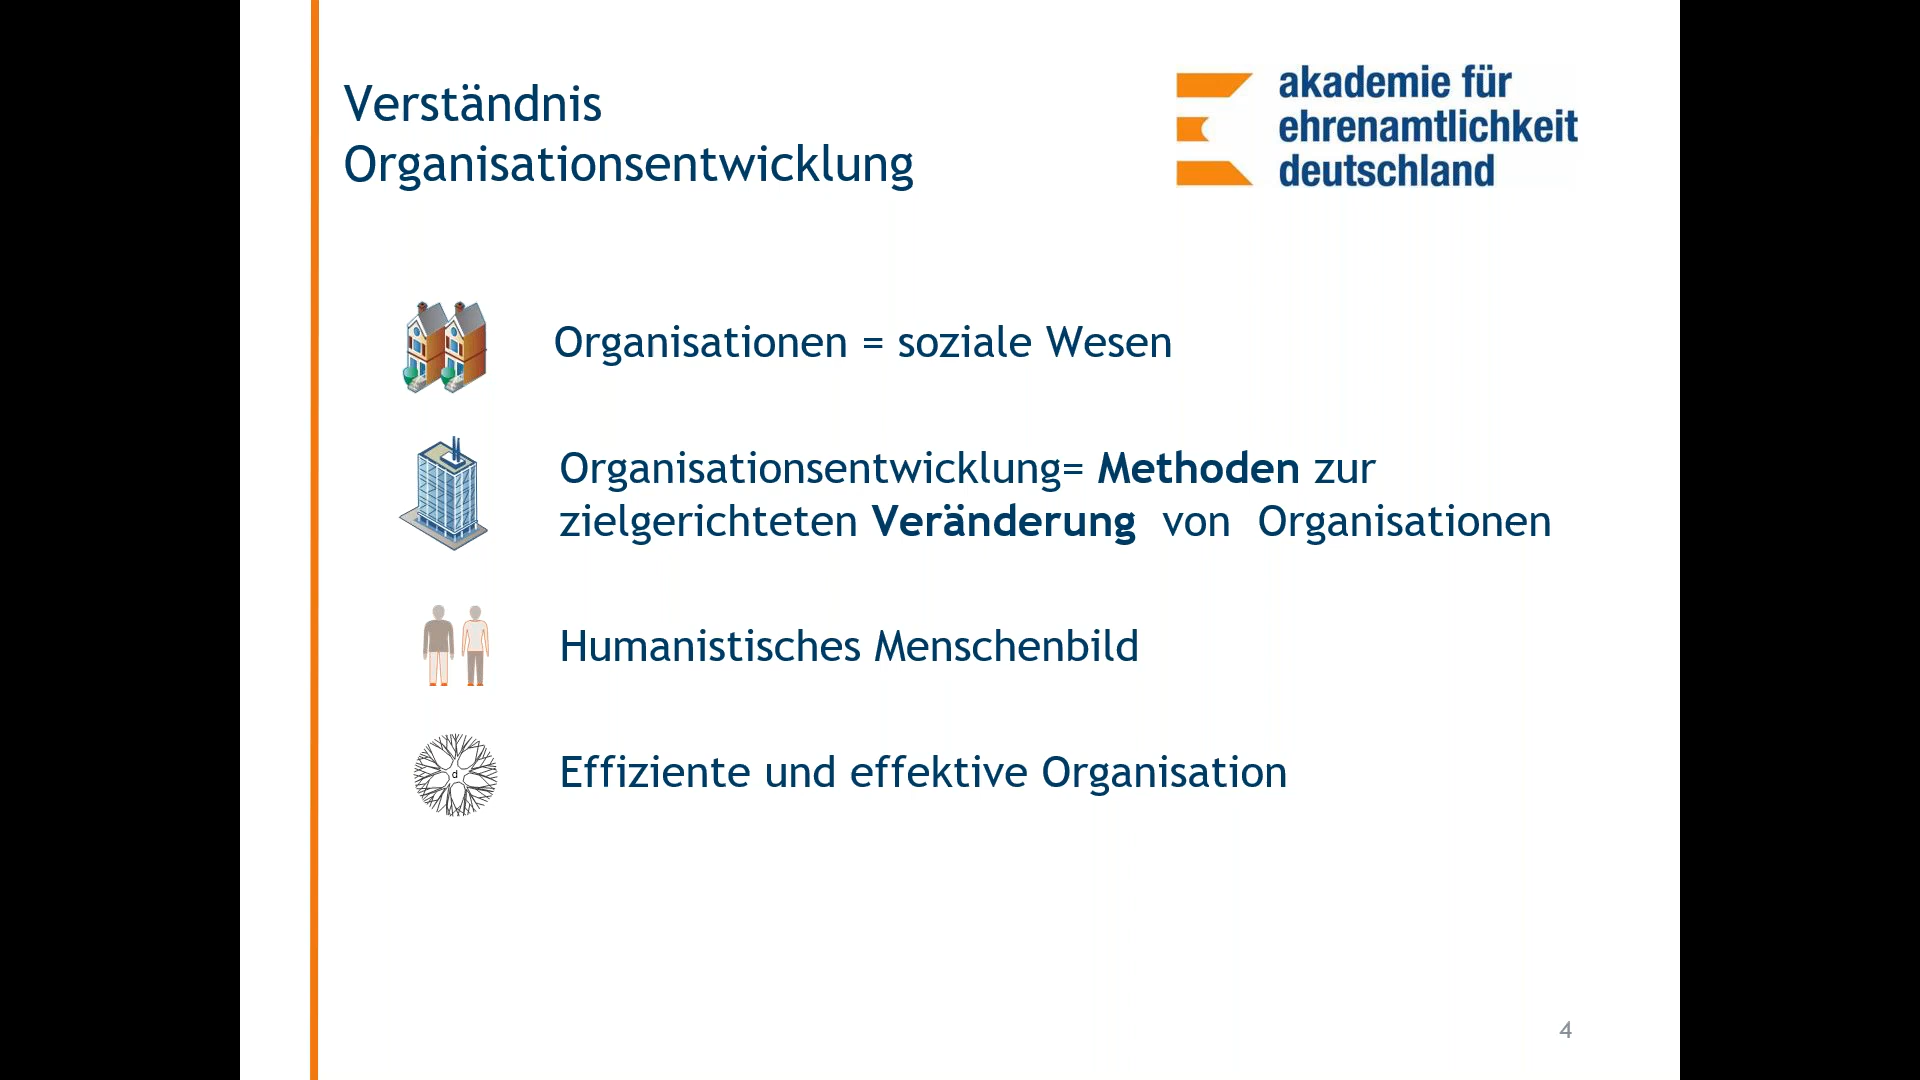 Verständnis
Organisationsentwicklung
akademie für
ehrenamtlichkeit
deutschland
Organisationen = soziale Wesen
Organisationsentwicklung= Methoden zur
zielgerichteten Veränderung  von  Organisationen
Humanistisches Menschenbild
d
Effiziente und effektive Organisation
4